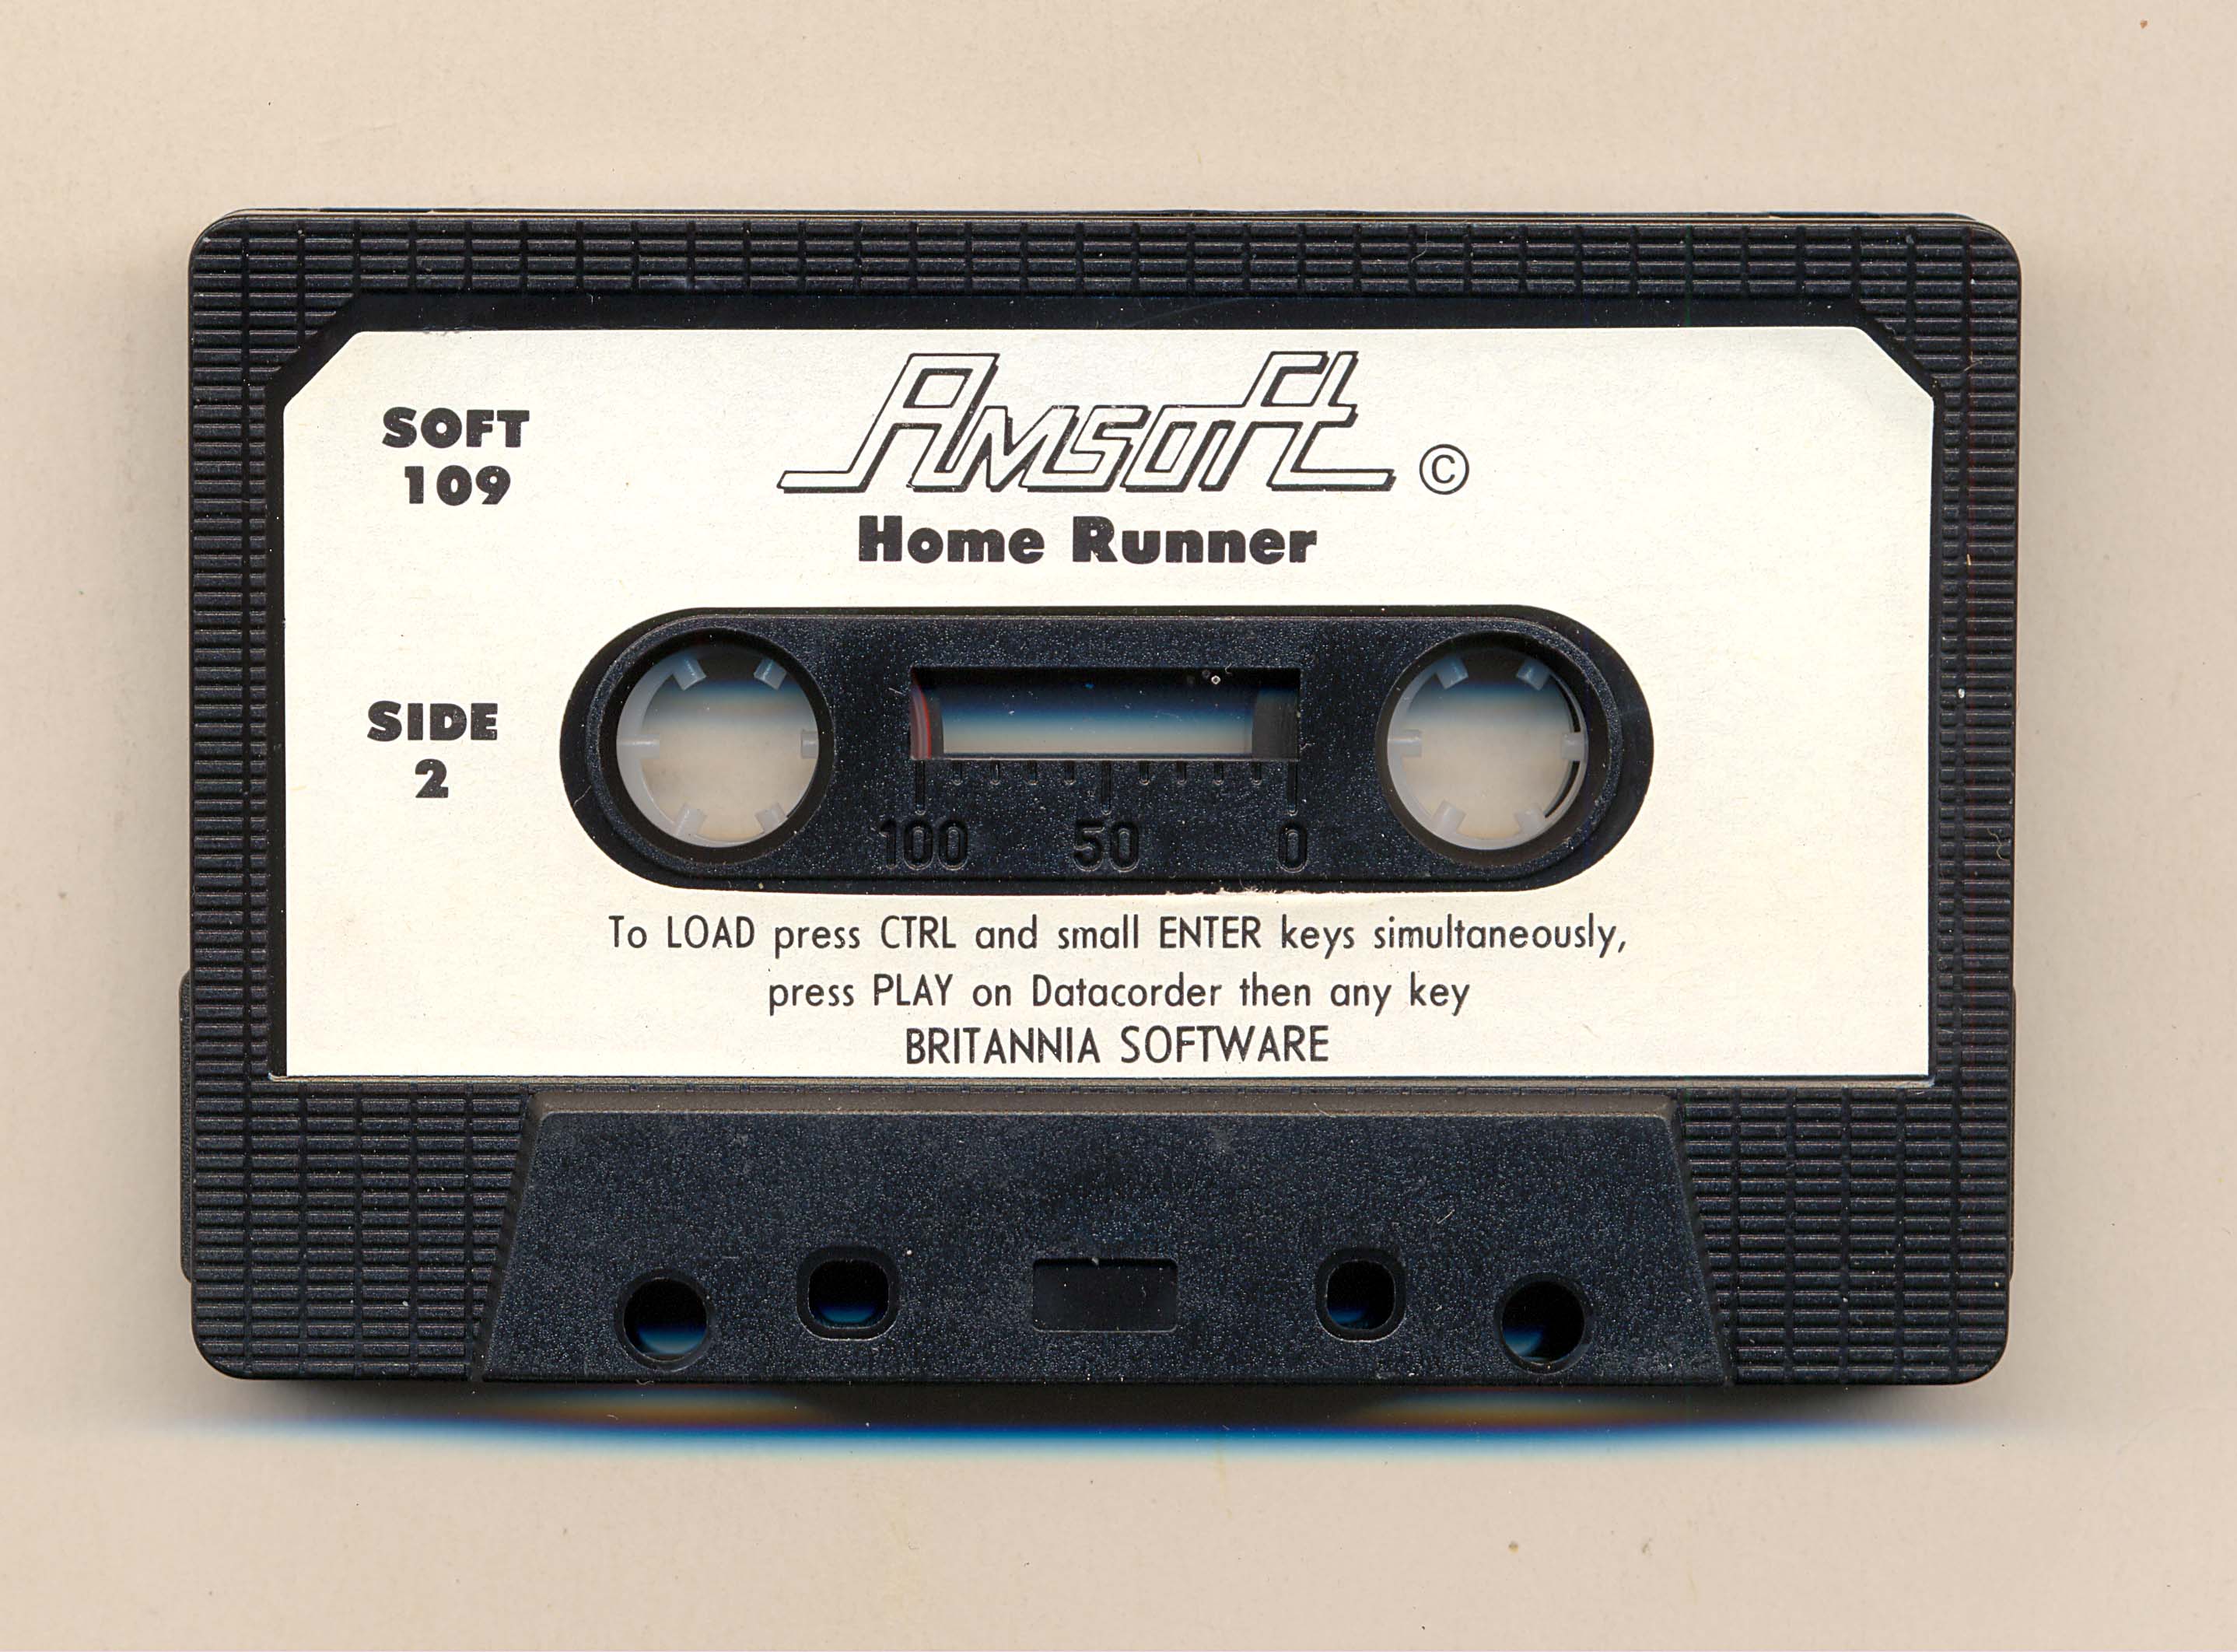 SOFT
109
Amsoft ©
Home Runner
SIDE
2
100 50 0
To LOAD press CTRL and small ENTER keys simultaneously,
press PLAY on Datacorder then any key
BRITANNIA SOFTWARE